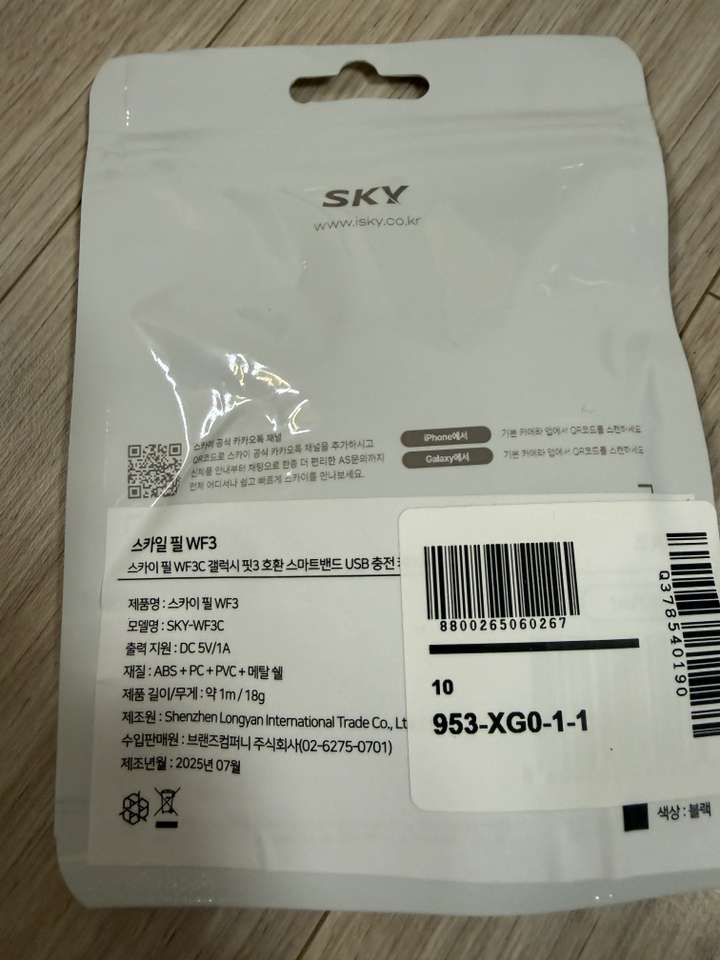 SKY
www.isky.co.kr
스카이 공식 카카오톡 채널
QR코드로 스카이 공식 카카오톡 채널을 추가하시고
신제품 안내부터 채팅으로 한층 더 편리한 AS문의까지
언제 어디서나 쉽고 빠르게 스카이를 만나보세요.
iPhone에서
기본 카메라 앱에서 QR코드를 스캔하세요
Galaxy에서
기본 카메라 앱에서 QR코드를 스캔하세요
스카일 필 WF3
스카이 필 WF3C 갤럭시 핏3 호환 스마트밴드 USB 충전
제품명 : 스카이 필 WF3
모델명 : SKY-WF3C
출력 지원 : DC 5V/1A
재질 : ABS + PC + PVC + 메탈 쉘
제품 길이/무게 : 약 1m / 18g
제조원 : Shenzhen Longyan International Trade Co., Lt
수입판매원 : 브랜즈컴퍼니 주식회사(02-6275-0701)
제조년월 : 2025년 07월
8800265060267
10
953-XG0-1-1
Q378540190
색상 : 블랙